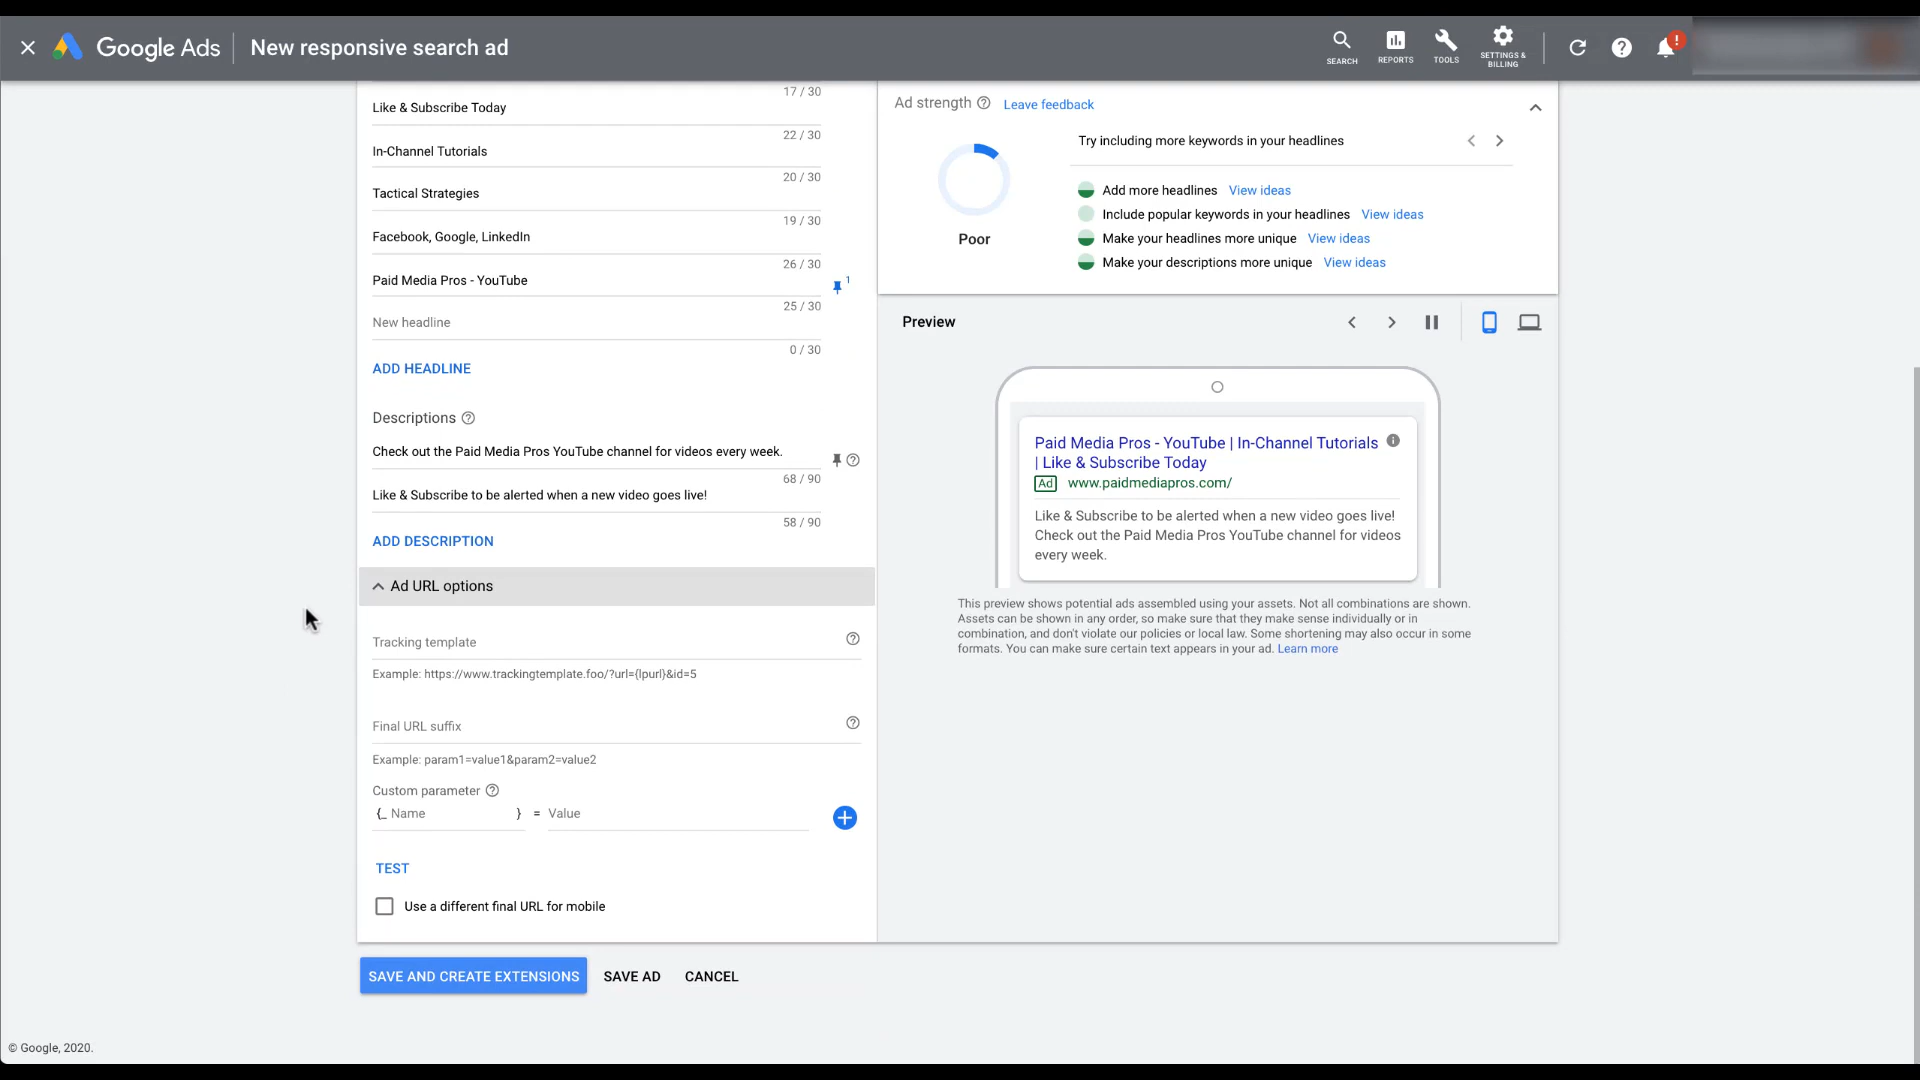 Google Ads
New responsive search ad
SEARCH
REPORTS
TOOLS
SETTINGS &
BILLING
!
17 / 30
Like & Subscribe Today
22 / 30
In-Channel Tutorials
20 / 30
Tactical Strategies
19 / 30
Facebook, Google, LinkedIn
26 / 30
Paid Media Pros - YouTube
1
25 / 30
New headline
0 / 30
ADD HEADLINE
Descriptions ?
Check out the Paid Media Pros YouTube channel for videos every week.
68 / 90
Like & Subscribe to be alerted when a new video goes live!
58 / 90
ADD DESCRIPTION
Ad URL options
Tracking template
Example: https://www.trackingtemplate.foo/?url={lpurl}&id=5
Final URL suffix
Example: param1=value1&param2=value2
Custom parameter ?
{_ Name } = Value
TEST
Use a different final URL for mobile
SAVE AND CREATE EXTENSIONS
SAVE AD
CANCEL
Ad strength ? Leave feedback
Poor
Try including more keywords in your headlines
Add more headlines View ideas
Include popular keywords in your headlines View ideas
Make your headlines more unique View ideas
Make your descriptions more unique View ideas
Preview
Paid Media Pros - YouTube | In-Channel Tutorials
| Like & Subscribe Today
Ad www.paidmediapros.com/
Like & Subscribe to be alerted when a new video goes live!
Check out the Paid Media Pros YouTube channel for videos
every week.
This preview shows potential ads assembled using your assets. Not all combinations are shown.
Assets can be shown in any order, so make sure that they make sense individually or in
combination, and don't violate our policies or local law. Some shortening may also occur in some
formats. You can make sure certain text appears in your ad. Learn more
© Google, 2020.